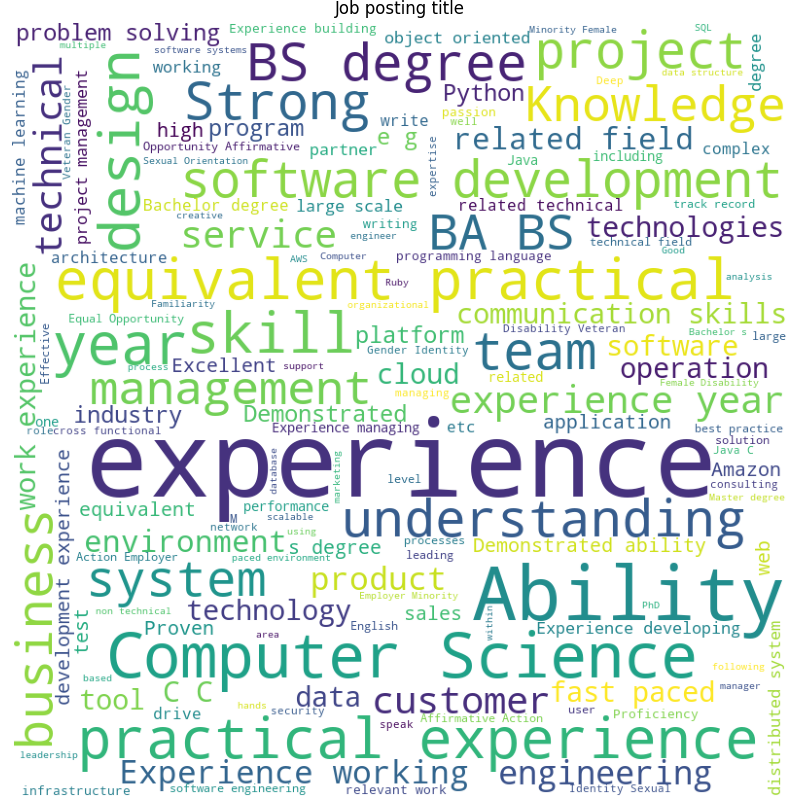 Job posting title
problem solving
Experience building
object oriented
Minority Female
SQL
multiple
software systems
working
BS degree
project
degree
Deep
data structure
machine learning
Veteran Gender
technical
project management
design
Strong
Python
Knowledge
high
program
write
passion
well
Opportunity Affirmative
partner
e g
expertise
related field
complex
Sexual Orientation
Java
including
software development
Bachelor degree
large scale
related technical
track record
creative
engineer
writing
service
BA BS
technologies
technical field
Good
architecture
AWS
Computer
programming language
equivalent practical
Ruby
analysis
Familiarity
organizational
work experience
Equal Opportunity
communication skills
Effective
year
skill
platform
Disability Veteran
Bachelor s
large
Gender Identity
team
software
process
Excellent
support
cloud
related
operation
management
managing
Female Disability
one
industry
Demonstrated
experience year
rolecross functional
Experience managing
etc
application
best practice
solution
experience
database
marketing
level
Java C
Amazon
consulting
Master degree
equivalent
performance
M
scalable
understanding
network
using
business
development experience
environment
s degree
processes
Demonstrated ability
web
Action Employer
paced environment
leading
system
product
Employer Minority
Ability
non technical
technology
sales
PhD
test
Proven
English
within
Experience developing
area
Computer Science
distributed system
based
following
manager
tool
C C
data
customer
fast paced
hands
drive
security
speak
Affirmative Action
user
Proficiency
practical experience
leadership
Experience working
engineering
infrastructure
software engineering
relevant work
Identity Sexual